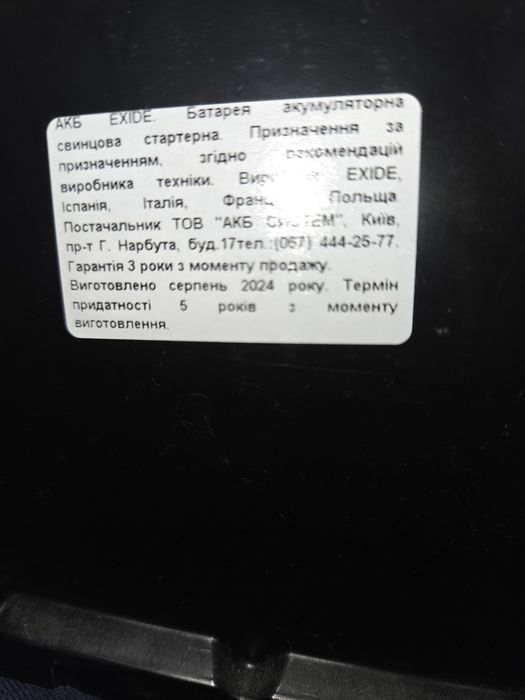 АКБ EXIDE. Батарея акумуляторна
свинцова стартерна. Призначення за
призначенням, згідно рекомендацій
виробника техніки. EXIDE,
Іспанія, Італія, Польща
Постачальник ТОВ "АКБ СИСТЕМ", Київ,
пр-т Г. Нарбута, буд.17тел.:(067) 444-25-77.
Гарантія 3 роки з моменту продажу.
Виготовлено серпень 2024 року. Термін
придатності 5 років з моменту
виготовлення.